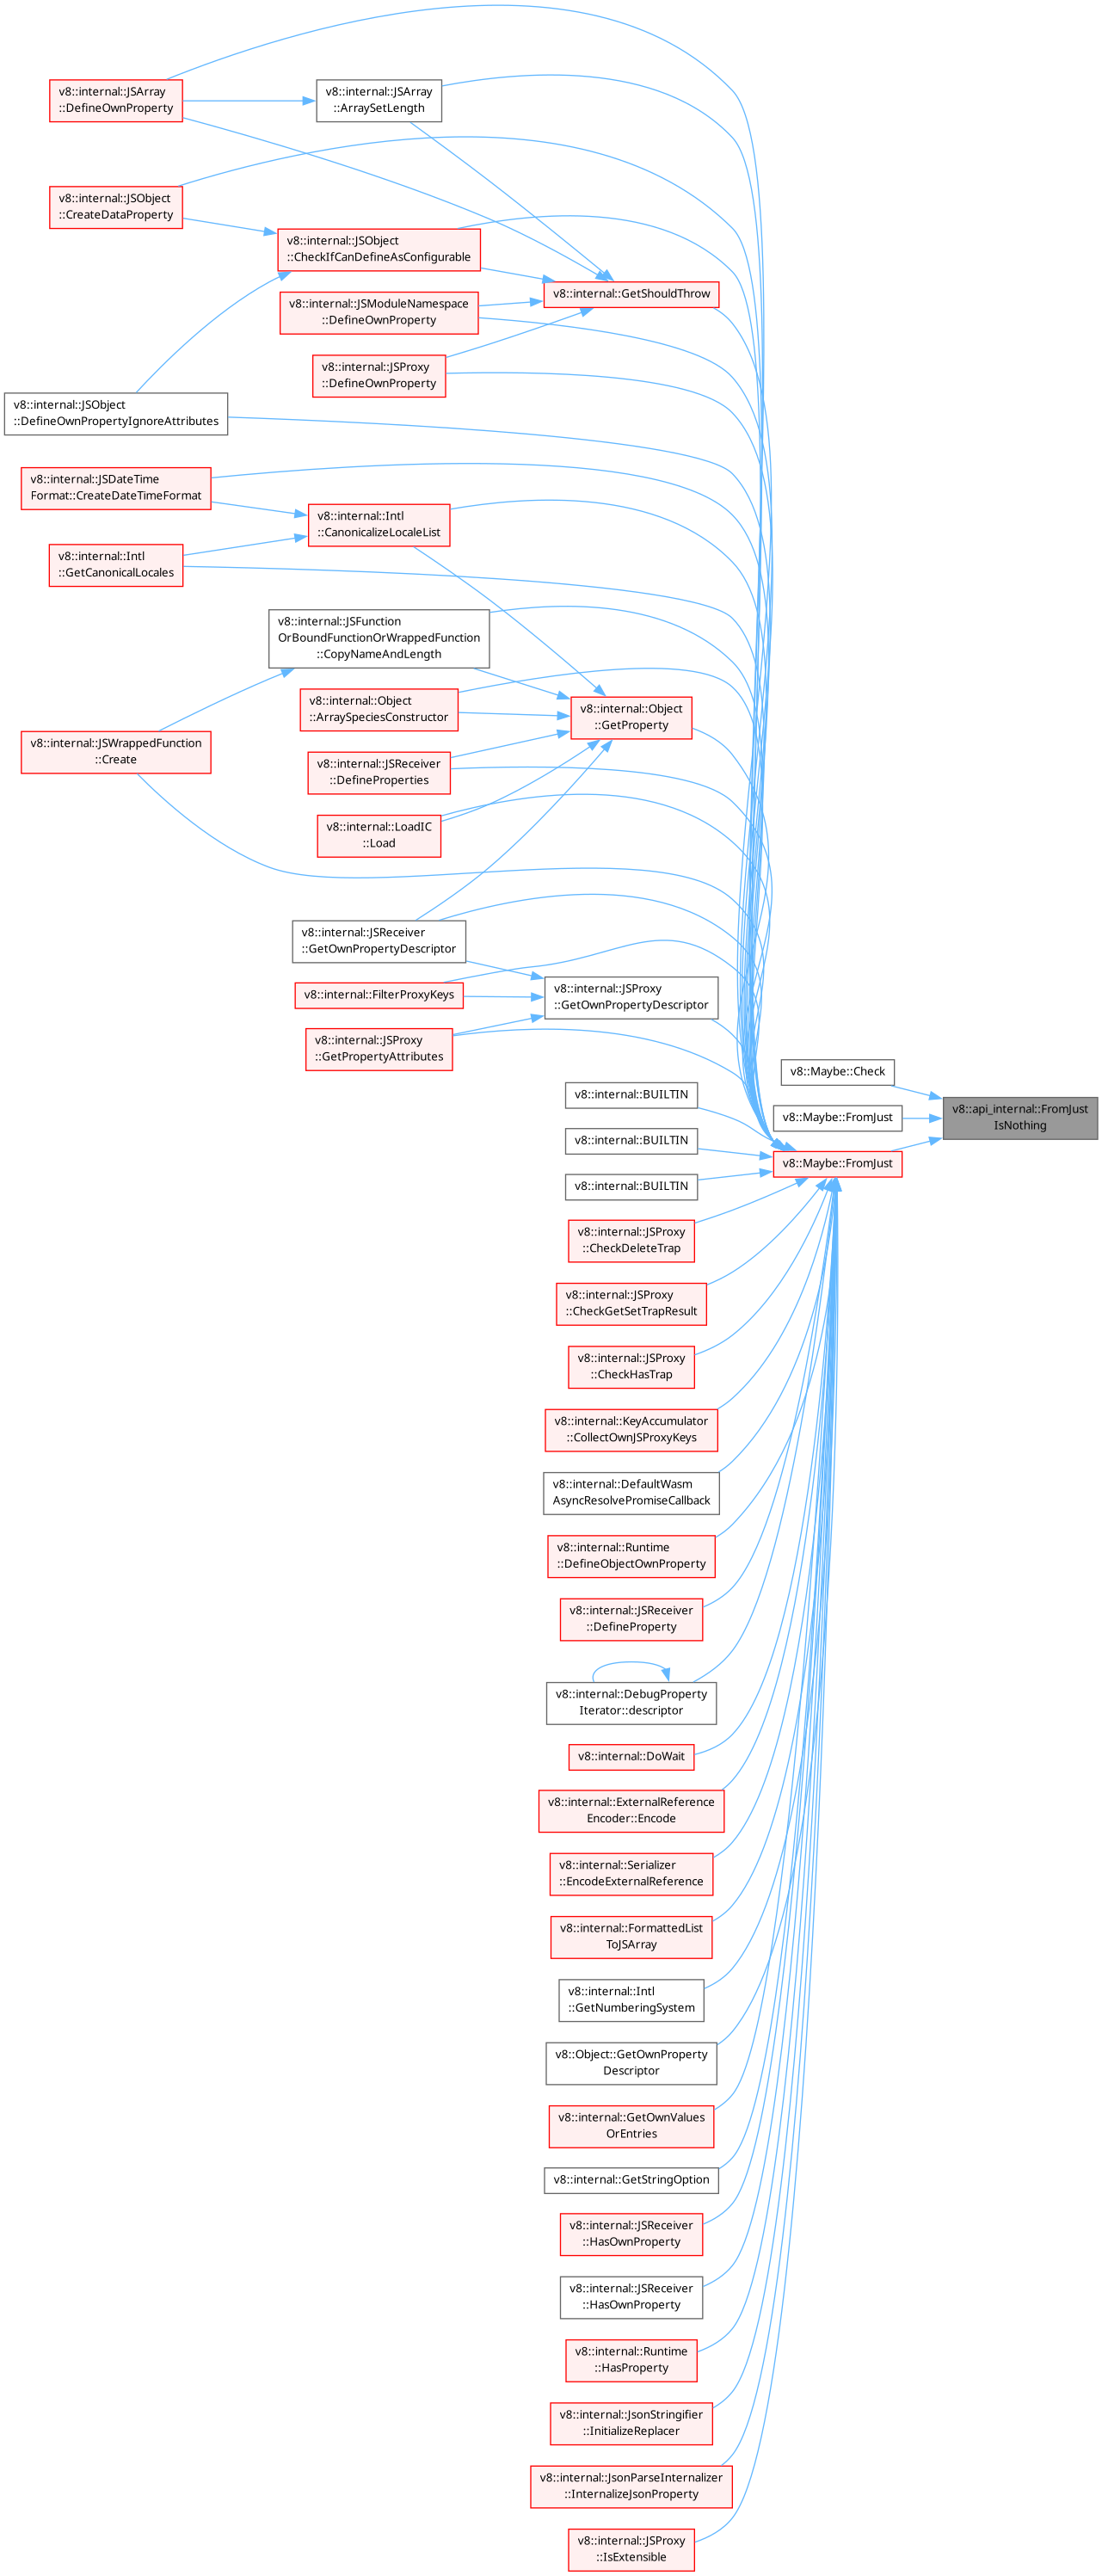 v8::internal::JSArray
::DefineOwnProperty
v8::internal::JSArray
::ArraySetLength
v8::internal::JSObject
::CreateDataProperty
v8::internal::JSObject
::CheckIfCanDefineAsConfigurable
v8::internal::GetShouldThrow
v8::internal::JSModuleNamespace
::DefineOwnProperty
v8::internal::JSProxy
::DefineOwnProperty
v8::internal::JSObject
::DefineOwnPropertyIgnoreAttributes
v8::internal::JSDateTime
Format::CreateDateTimeFormat
v8::internal::Intl
::CanonicalizeLocaleList
v8::internal::Intl
::GetCanonicalLocales
v8::internal::JSFunction
OrBoundFunctionOrWrappedFunction
::CopyNameAndLength
v8::internal::Object
::ArraySpeciesConstructor
v8::internal::Object
::GetProperty
v8::internal::JSWrappedFunction
::Create
v8::internal::JSReceiver
::DefineProperties
v8::internal::LoadIC
::Load
v8::internal::JSReceiver
::GetOwnPropertyDescriptor
v8::internal::FilterProxyKeys
v8::internal::JSProxy
::GetOwnPropertyDescriptor
v8::internal::JSProxy
::GetPropertyAttributes
v8::Maybe::Check
v8::internal::BUILTIN
v8::api_internal::FromJust
IsNothing
v8::Maybe::FromJust
v8::internal::BUILTIN
v8::Maybe::FromJust
v8::internal::BUILTIN
v8::internal::JSProxy
::CheckDeleteTrap
v8::internal::JSProxy
::CheckGetSetTrapResult
v8::internal::JSProxy
::CheckHasTrap
v8::internal::KeyAccumulator
::CollectOwnJSProxyKeys
v8::internal::DefaultWasm
AsyncResolvePromiseCallback
v8::internal::Runtime
::DefineObjectOwnProperty
v8::internal::JSReceiver
::DefineProperty
v8::internal::DebugProperty
Iterator::descriptor
v8::internal::DoWait
v8::internal::ExternalReference
Encoder::Encode
v8::internal::Serializer
::EncodeExternalReference
v8::internal::FormattedList
ToJSArray
v8::internal::Intl
::GetNumberingSystem
v8::Object::GetOwnProperty
Descriptor
v8::internal::GetOwnValues
OrEntries
v8::internal::GetStringOption
v8::internal::JSReceiver
::HasOwnProperty
v8::internal::JSReceiver
::HasOwnProperty
v8::internal::Runtime
::HasProperty
v8::internal::JsonStringifier
::InitializeReplacer
v8::internal::JsonParseInternalizer
::InternalizeJsonProperty
v8::internal::JSProxy
::IsExtensible